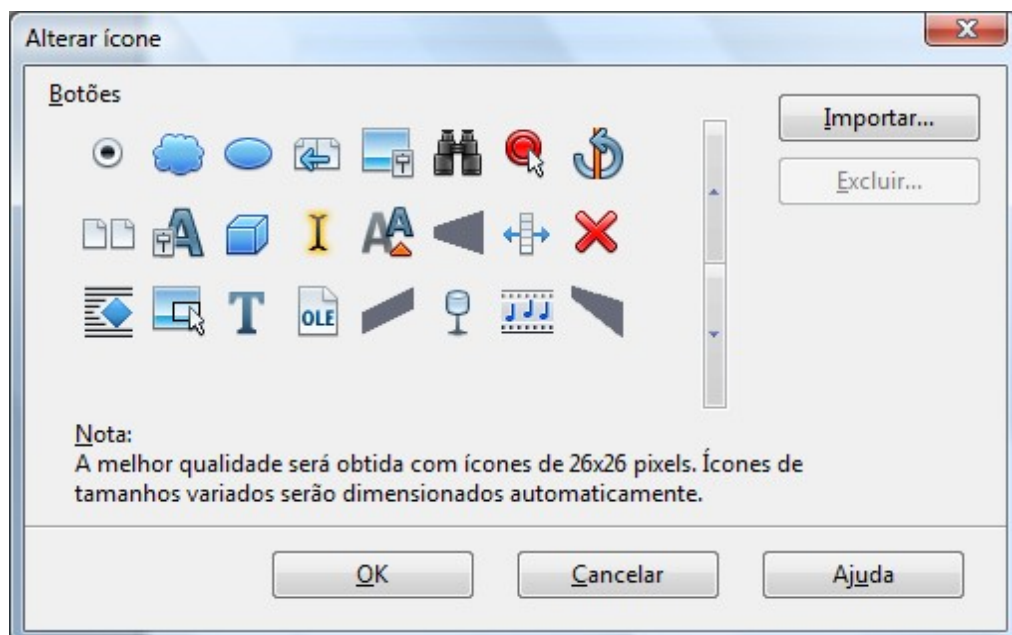 Alterar ícone
Botões
Importar...
Excluir...
OLE
Nota:
A melhor qualidade será obtida com ícones de 26x26 pixels. Ícones de
tamanhos variados serão dimensionados automaticamente.
OK
Cancelar
Ajuda